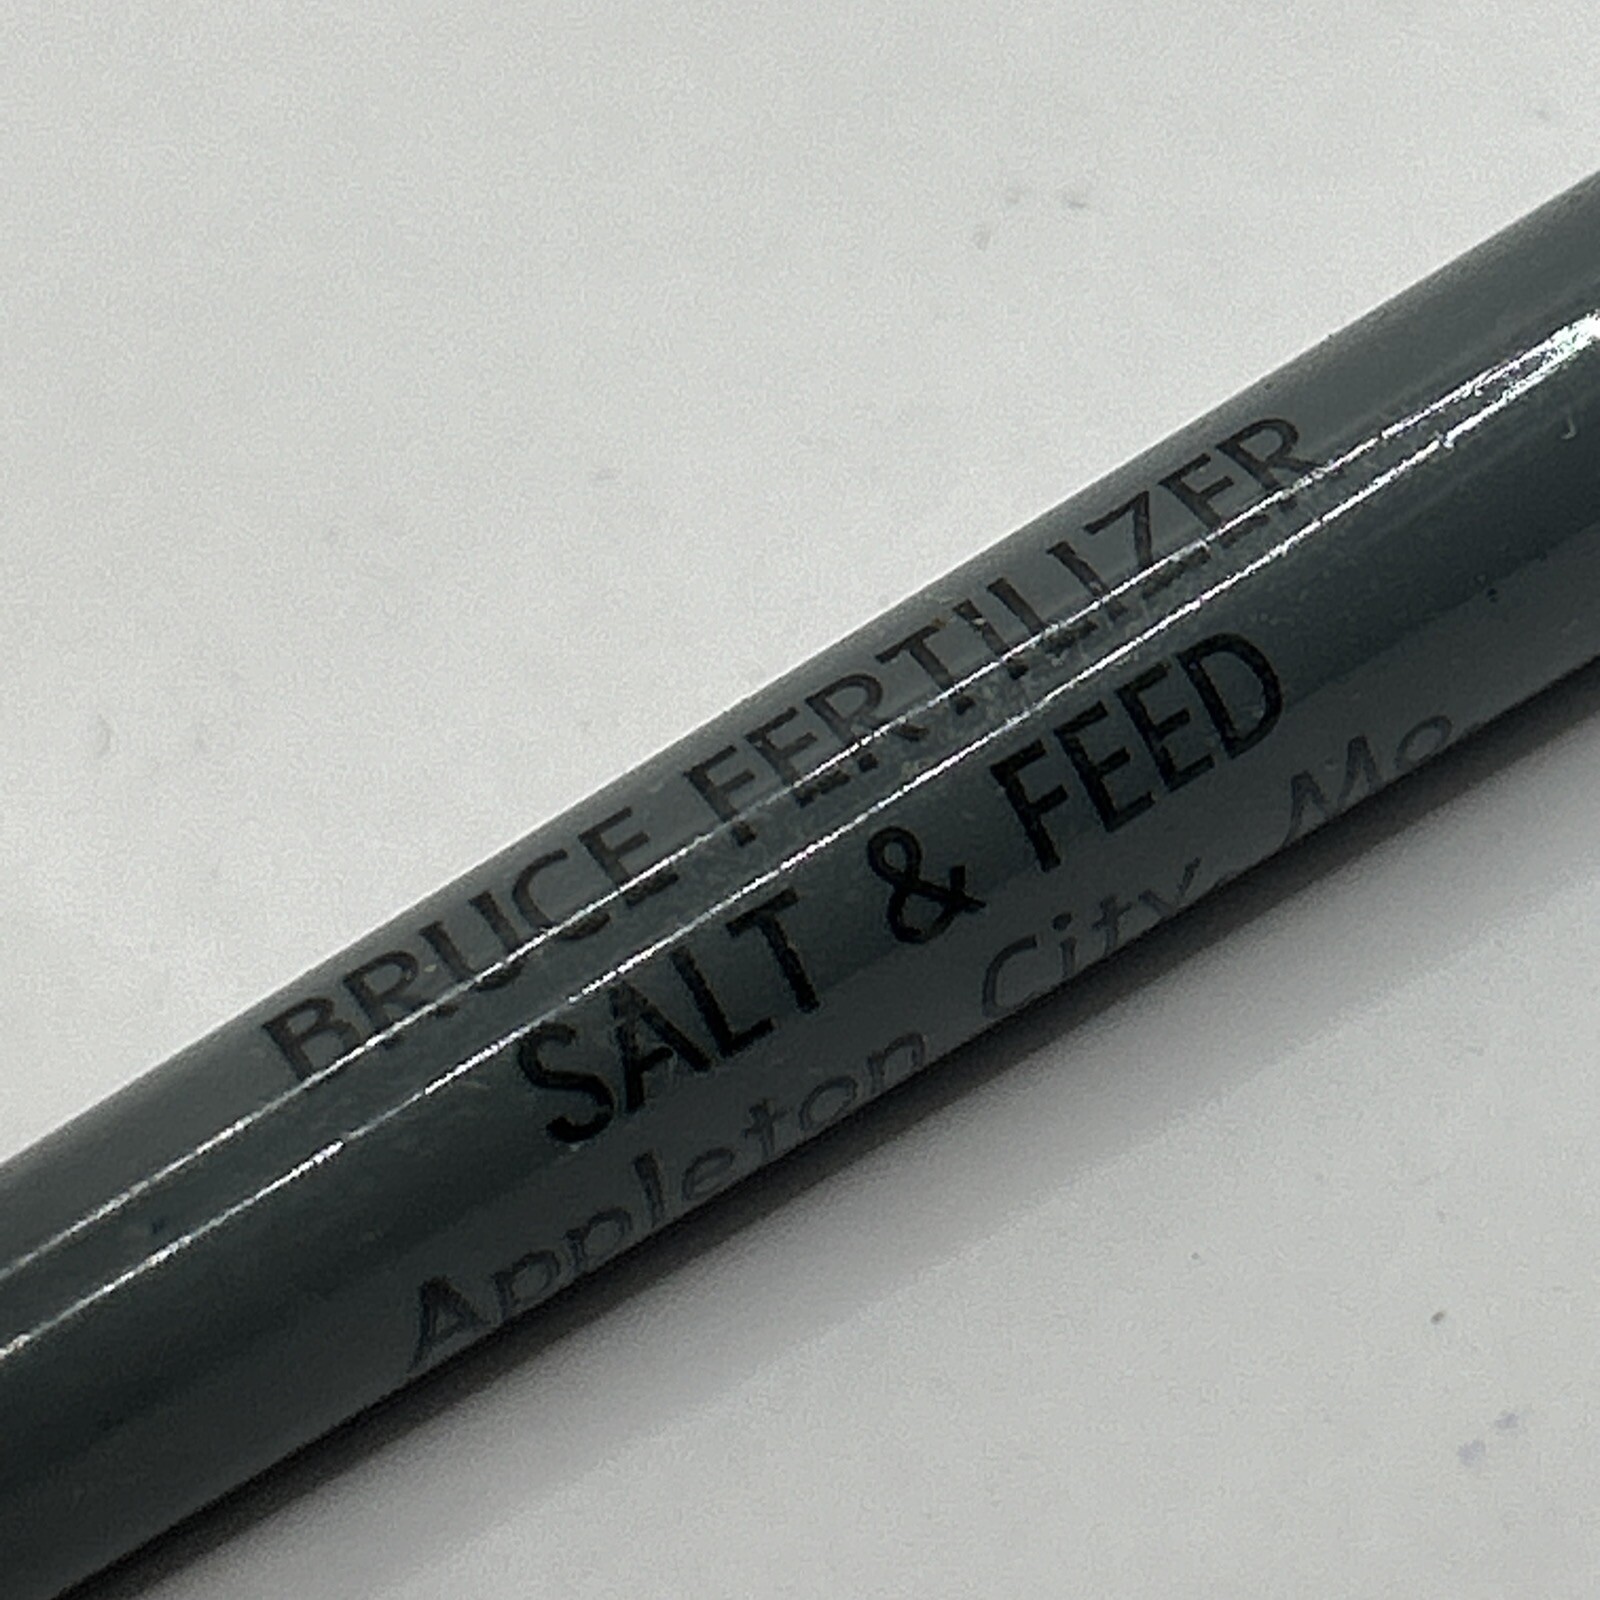 BRUCE FERTILIZER
SALT & FEED
Appleton City, Mo.